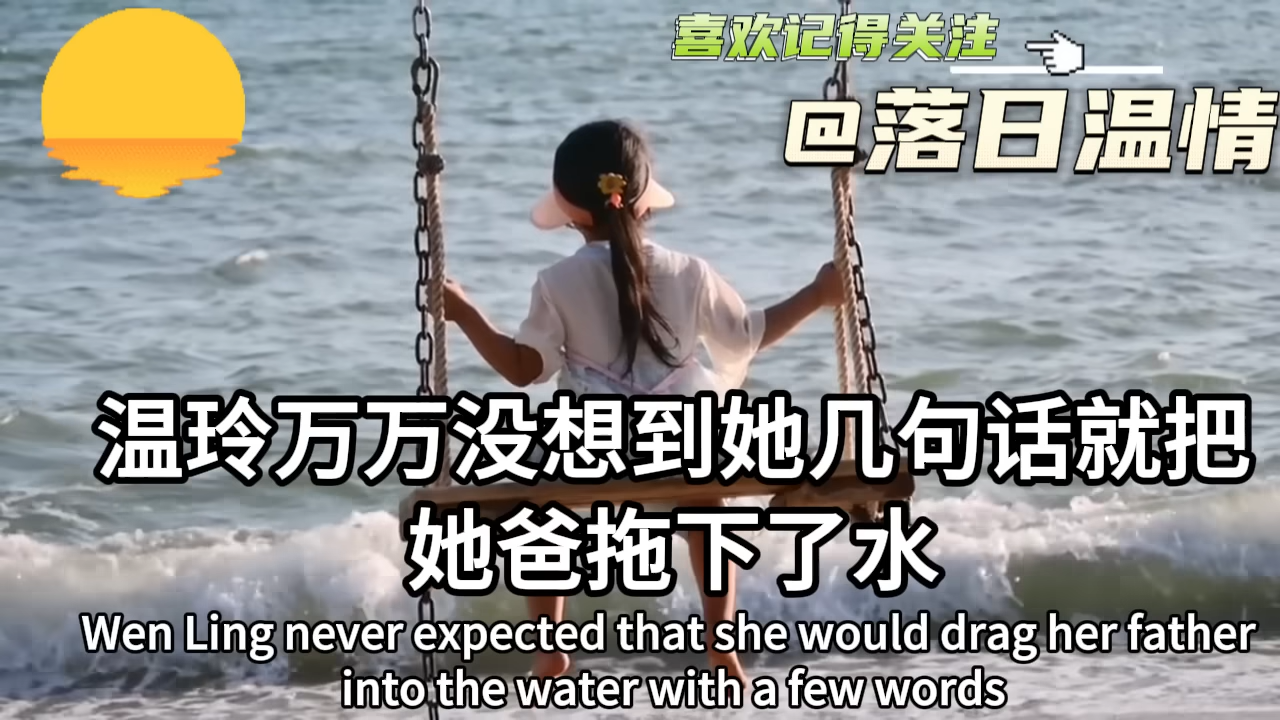 喜欢记得关注
@落日温情
温玲万万没想到她几句话就把
她爸拖下了水
Wen Ling never expected that she would drag her father
into the water with a few words